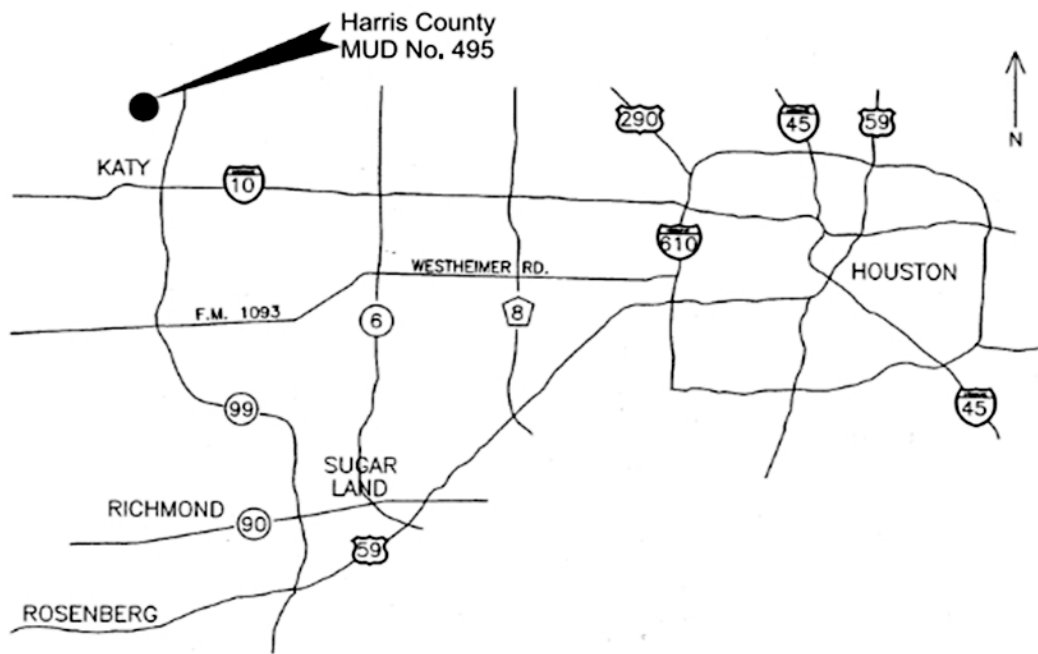 Harris County
MUD No. 495
290
45
59
N
KATY
10
610
WESTHEIMER RD.
HOUSTON
F.M. 1093
6
8
99
45
SUGAR
LAND
RICHMOND
90
59
ROSENBERG